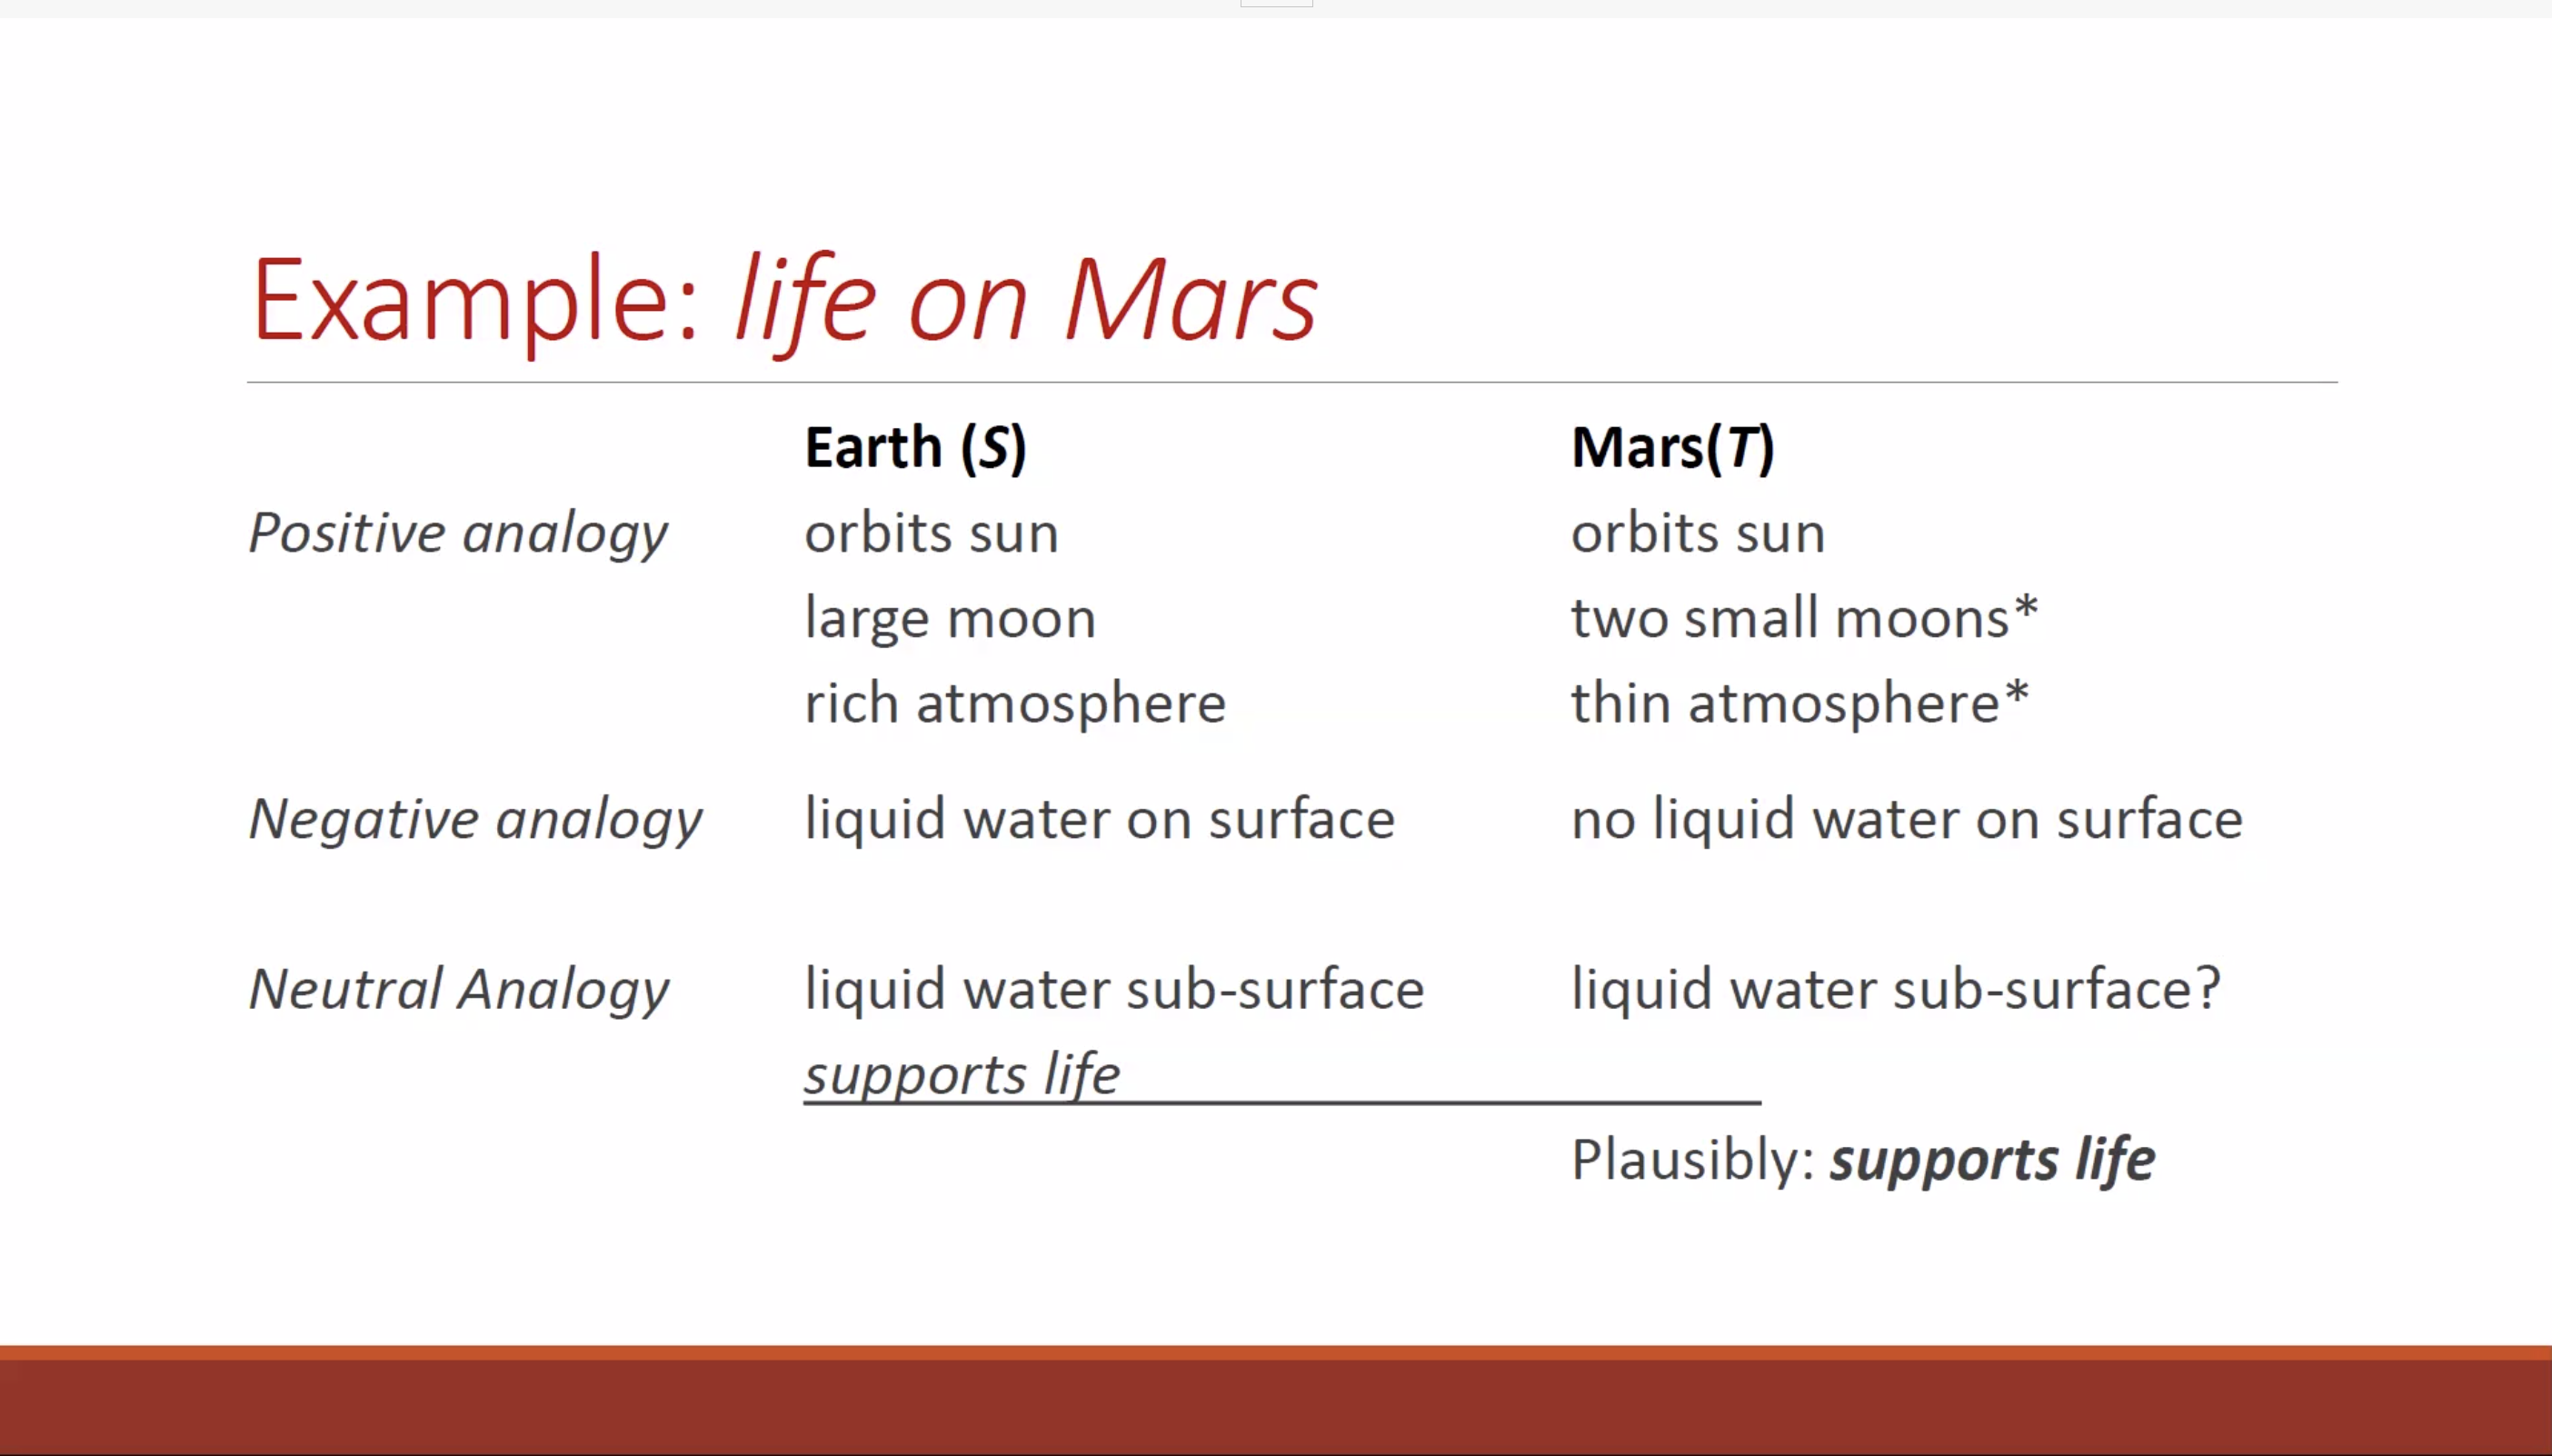 Example: life on Mars
Earth (S) Mars(T)
Positive analogy orbits sun orbits sun
large moon two small moons*
rich atmosphere thin atmosphere*
Negative analogy liquid water on surface no liquid water on surface
Neutral Analogy liquid water sub-surface liquid water sub-surface?
supports life
Plausibly: supports life